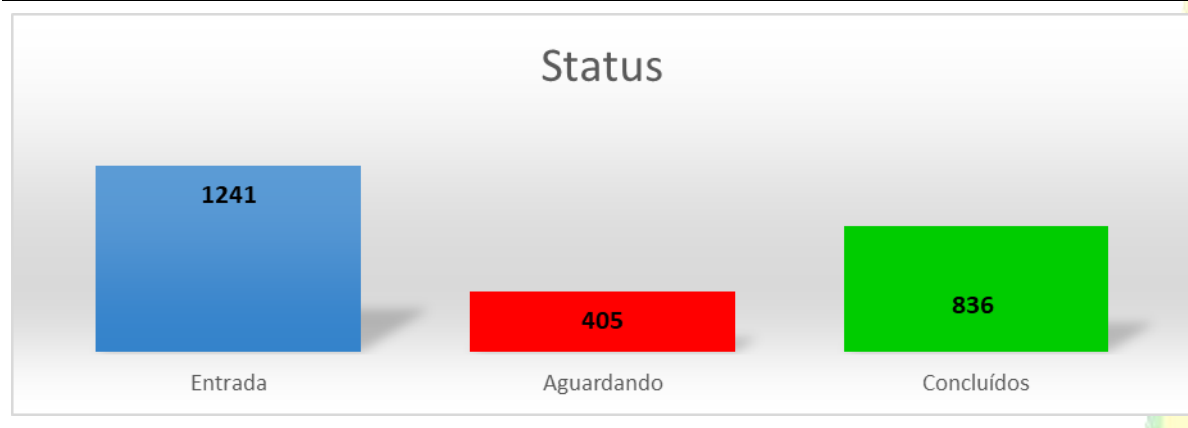 Status
1241
405
836
Entrada
Aguardando
Concluídos